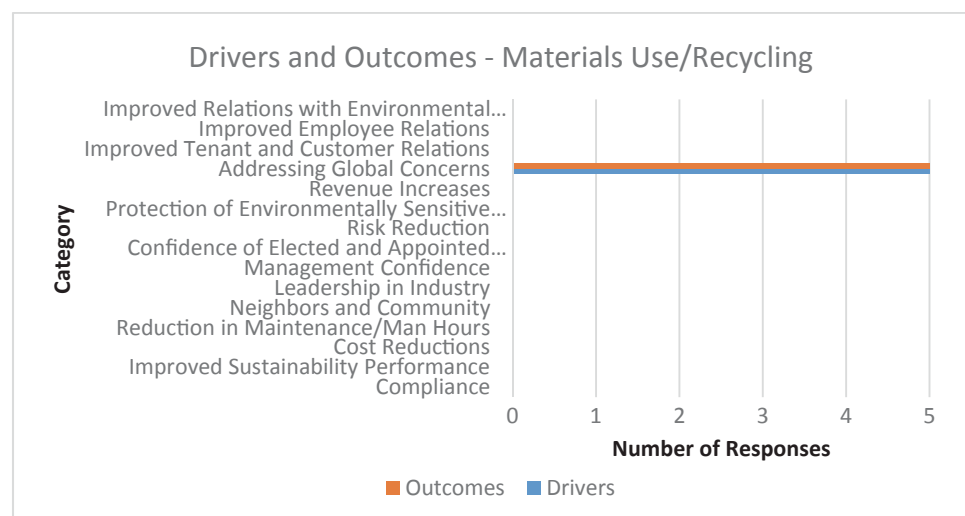 Drivers and Outcomes - Materials Use/Recycling
Category
Improved Relations with Environmental...
Improved Employee Relations
Improved Tenant and Customer Relations
Addressing Global Concerns
Revenue Increases
Protection of Environmentally Sensitive...
Risk Reduction
Confidence of Elected and Appointed...
Management Confidence
Leadership in Industry
Neighbors and Community
Reduction in Maintenance/Man Hours
Cost Reductions
Improved Sustainability Performance
Compliance
0 1 2 3 4 5
Number of Responses
Outcomes Drivers